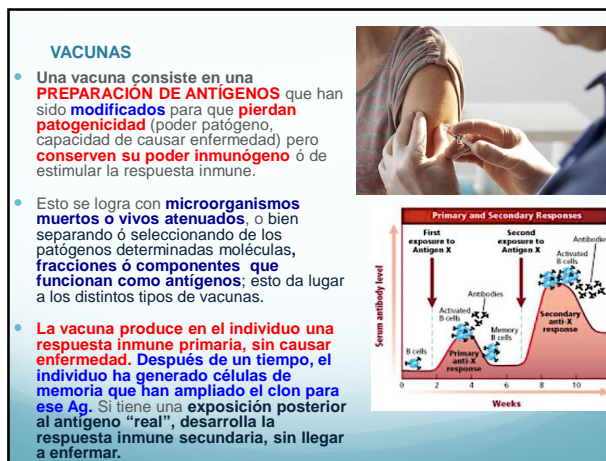 VACUNAS
Una vacuna consiste en una
PREPARACIÓN DE ANTÍGENOS que han
sido modificados para que pierdan
patogenicidad (poder patógeno,
capacidad de causar enfermedad) pero
conserven su poder inmunógeno ó de
estimular la respuesta inmune.
Esto se logra con microorganismos
muertos o vivos atenuados, o bien
separando ó seleccionando de los
patógenos determinadas moléculas,
fracciones ó componentes que
funcionan como antígenos; esto da lugar
a los distintos tipos de vacunas.
La vacuna produce en el individuo una
respuesta inmune primaria, sin causar
enfermedad. Después de un tiempo, el
individuo ha generado células de
memoria que han ampliado el clon para
ese Ag. Si tiene una exposición posterior
al antígeno “real”, desarrolla la
respuesta inmune secundaria, sin llegar
a enfermar.
Primary and Secondary Responses
First
exposure to
Antigen X
Second
exposure to
Antigen X
Antibodies
Activated
B cells
Antibodies
Activated
B cells
Memory
B cells
B cells
Primary
anti-X
response
Secondary
anti-X
response
Serum antibody level
0 2 4 6 8 10
Weeks